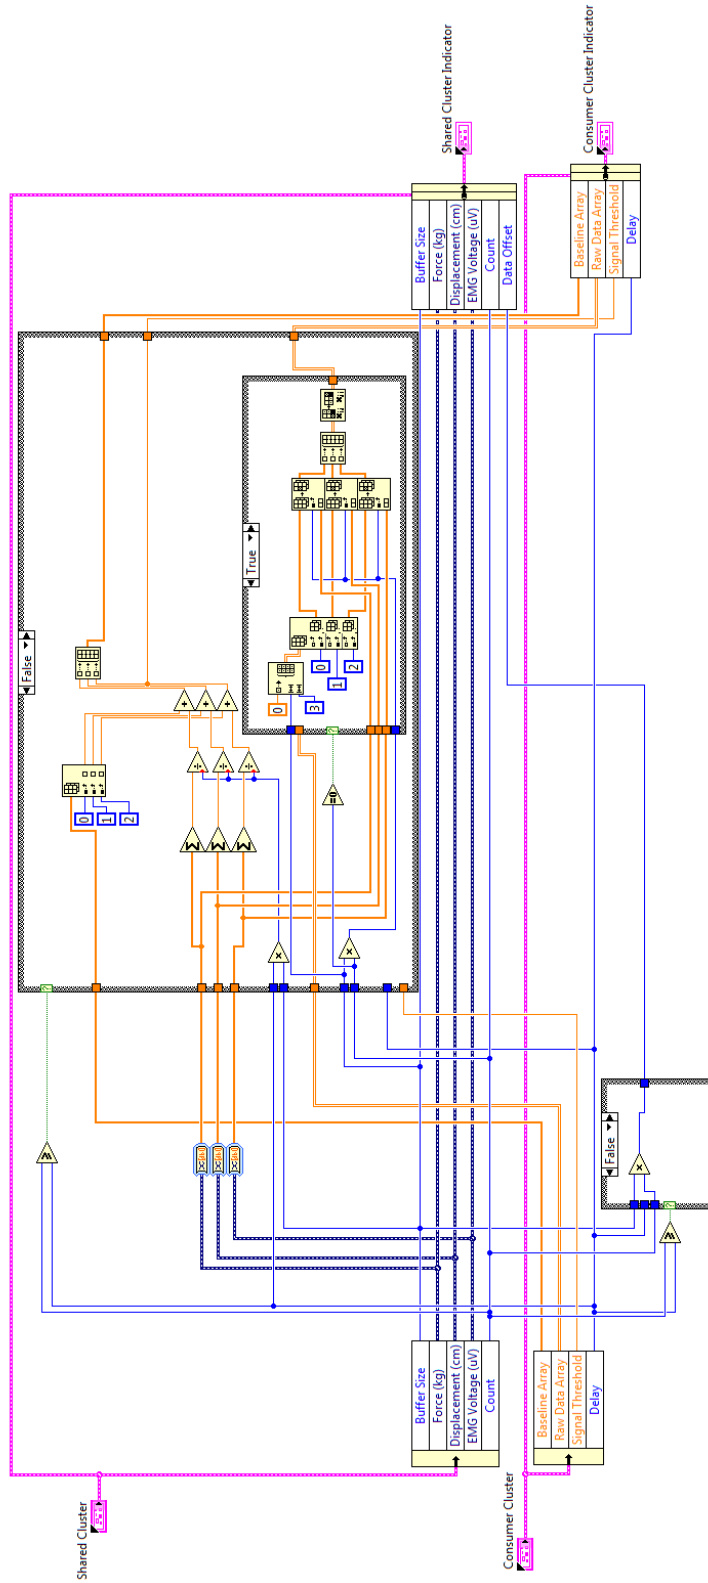 Shared Cluster
Buffer Size
Force (kg)
Displacement (cm)
EMG Voltage (uV)
Count
Consumer Cluster
Baseline Array
Raw Data Array
Signal Threshold
Delay
False
0
1
2
=0
True
0
3
0
1
2
False
Shared Cluster Indicator
Buffer Size
Force (kg)
Displacement (cm)
EMG Voltage (uV)
Count
Data Offset
Consumer Cluster Indicator
Baseline Array
Raw Data Array
Signal Threshold
Delay